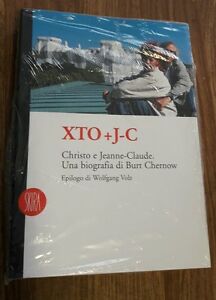 XTO + J-C
Christo e Jeanne-Claude.
Una biografia di Burt Chernow
Epilogo di Wolfgang Volz
SKIRA